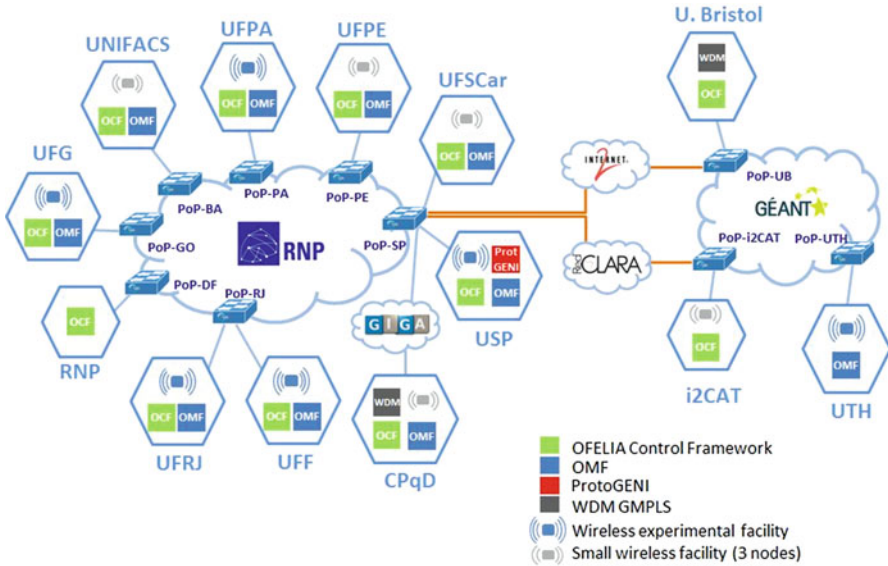 U. Bristol
UFPA
UFPE
UNIFACS
UFSCar
WDM
OCF
OCF OMF
OCF OMF
OCF OMF
UFG
OCF OMF
INTERNET
2
PoP-UB
PoP-PA
PoP-PE
PoP-BA
OCF OMF
GÉANT
PoP-GO
RNP
PoP-SP
PoP-i2CAT
PoP-UTH
Prot
GENI
Red
CLARA
PoP-DF
PoP-RJ
OCF
OCF OMF
GIGA
USP
OCF
OMF
RNP
i2CAT
UTH
OCF OMF
OCF OMF
WDM
OCF OMF
UFRJ
UFF
CPqD
OFELIA Control Framework
OMF
ProtoGENI
WDM GMPLS
Wireless experimental facility
Small wireless facility (3 nodes)